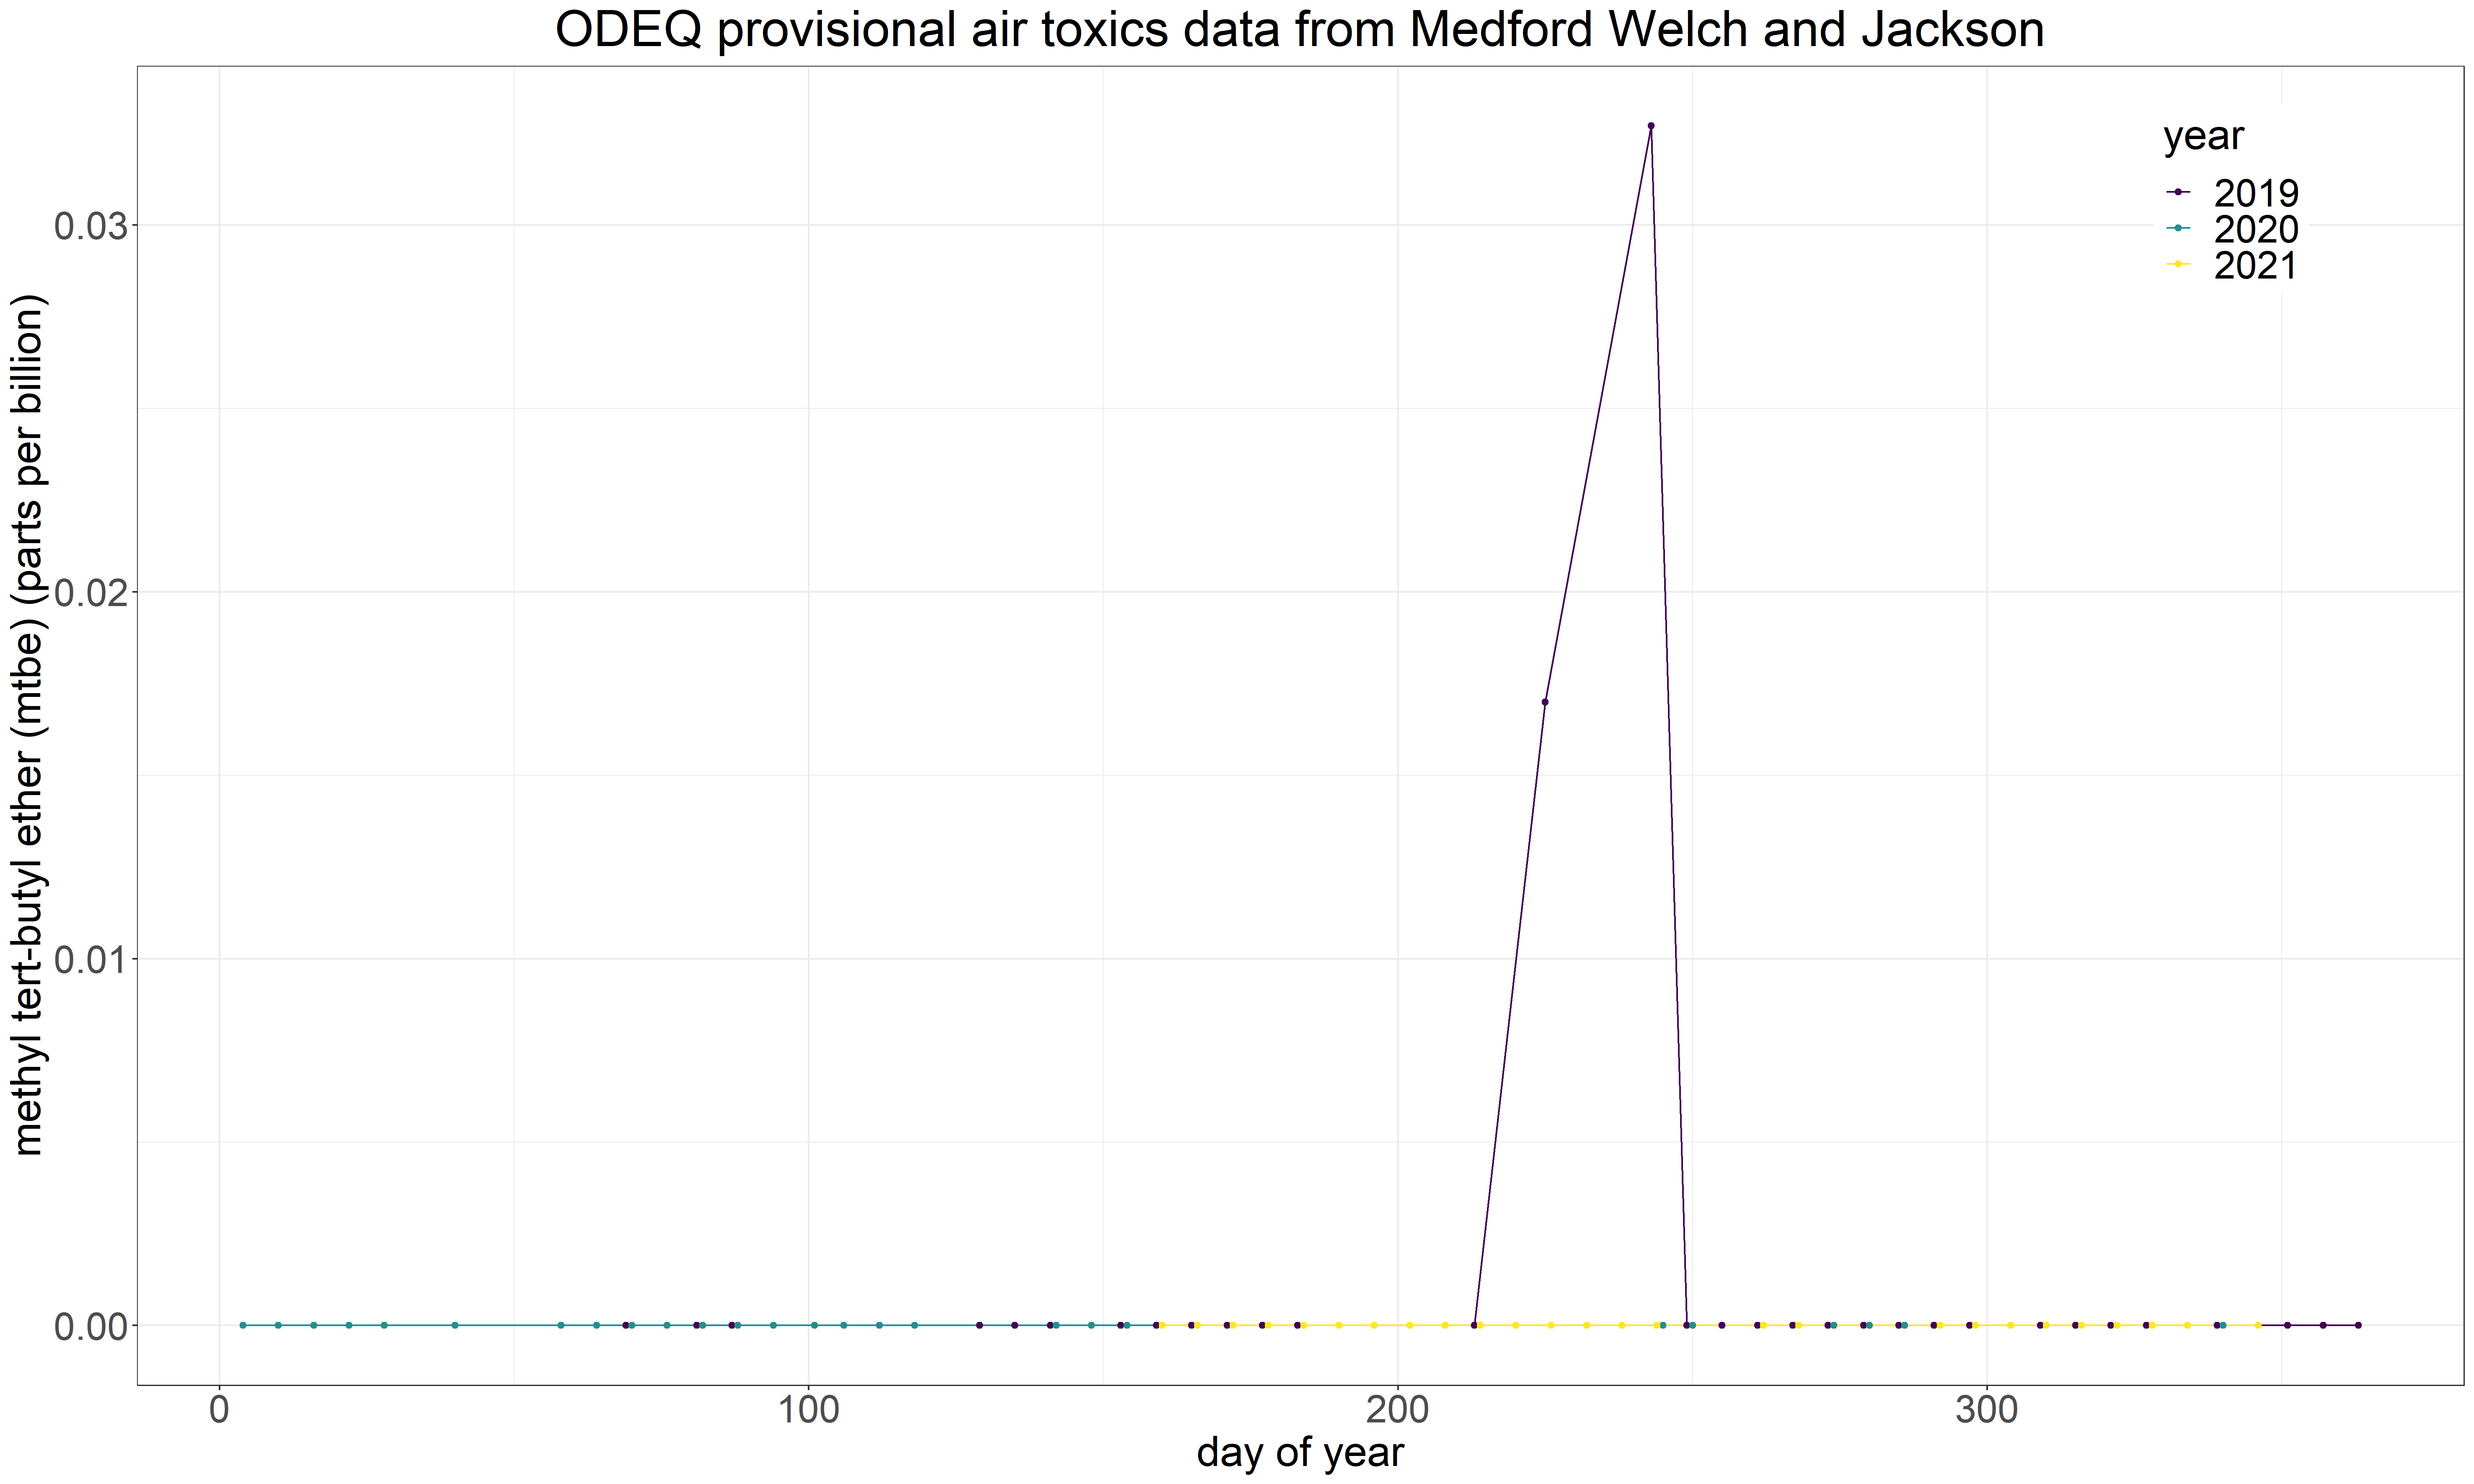 ODEQ provisional air toxics data from Medford Welch and Jackson
methyl tert-butyl ether (mtbe) (parts per billion)
0.03
0.02
0.01
0.00
year
2019
2020
2021
0
100
200
300
day of year